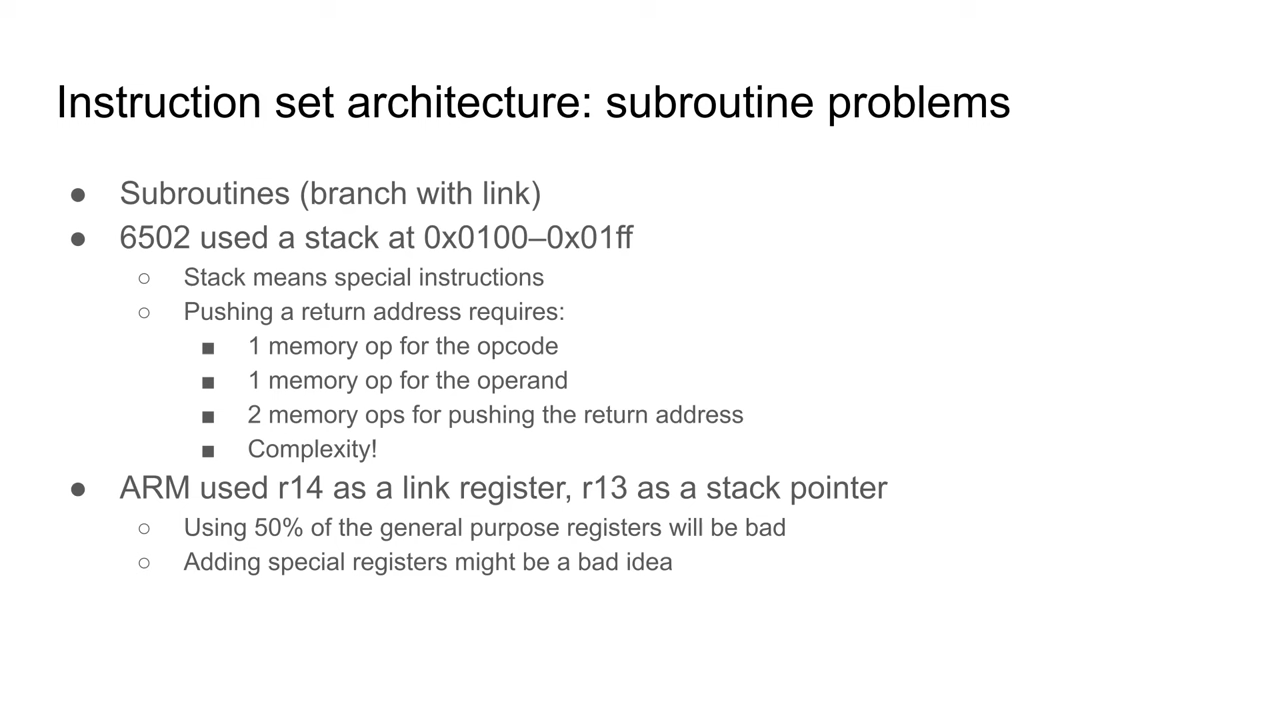 Instruction set architecture: subroutine problems
● Subroutines (branch with link)
● 6502 used a stack at 0x0100–0x01ff
○ Stack means special instructions
○ Pushing a return address requires:
■ 1 memory op for the opcode
■ 1 memory op for the operand
■ 2 memory ops for pushing the return address
■ Complexity!
● ARM used r14 as a link register, r13 as a stack pointer
○ Using 50% of the general purpose registers will be bad
○ Adding special registers might be a bad idea